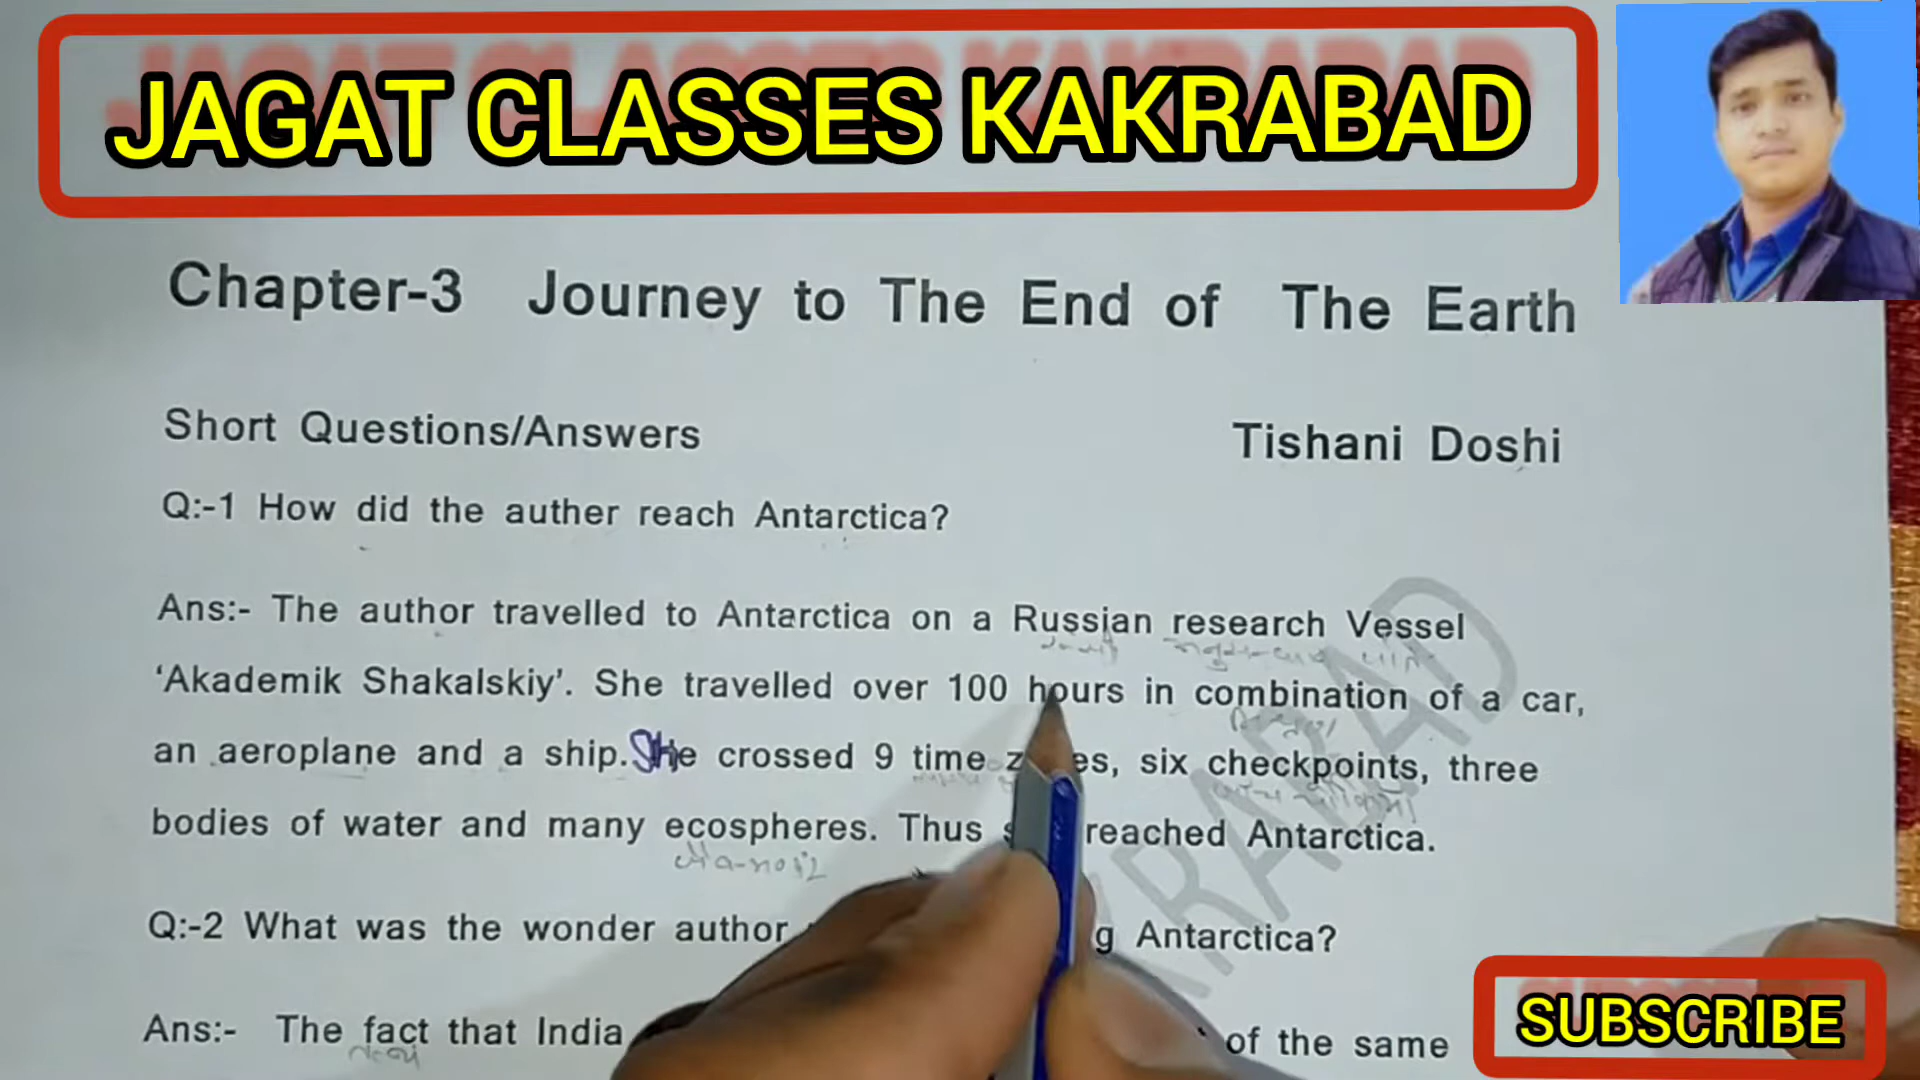 JAGAT CLASSES KAKRABAD
Chapter-3 Journey to The End of The Earth
Short Questions/Answers
Tishani Doshi
Q:-1 How did the auther reach Antarctica?
Ans:- The author travelled to Antarctica on a Russian research Vessel
‘Akademik Shakalskiy’. She travelled over 100 hours in combination of a car,
an aeroplane and a ship. She crossed 9 time six checkpoints, three
bodies of water and many ecospheres. Thus reached Antarctica.
Q:-2 What was the wonder author Antarctica?
Ans:- The fact that India of the same
SUBSCRIBE
KRABAD